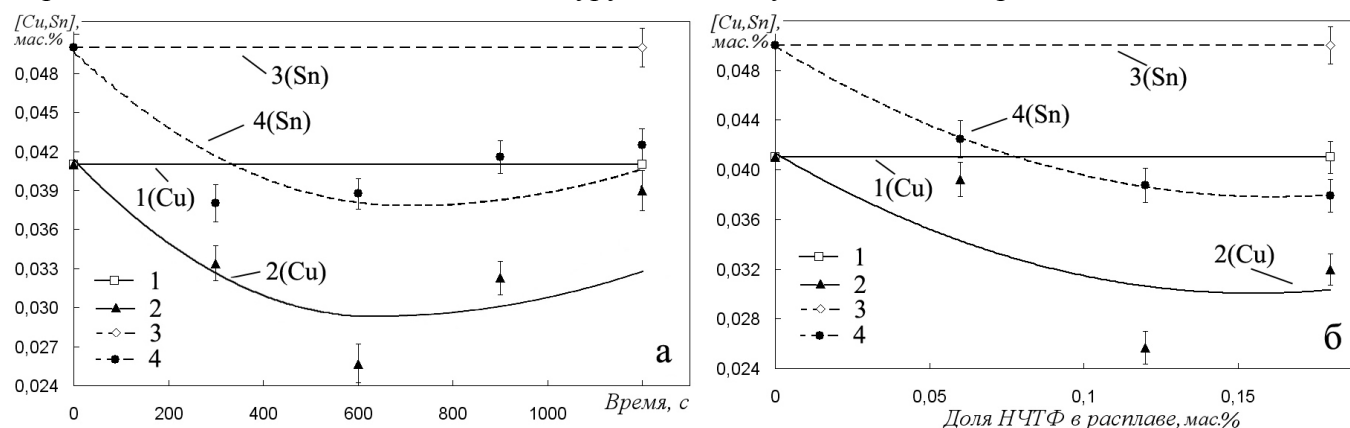 [Cu,Sn],
мас.%
0,048
0,045
0,041
0,039
0,036
0,033
0,030
0,027
0,024
3(Sn)
4(Sn)
1(Cu)
2(Cu)
1
2
3
4
а
0
200
400
600
800
1000
Время, с
[Cu,Sn],
мас.%
0,048
0,044
0,040
0,036
0,032
0,028
0,024
3(Sn)
4(Sn)
1(Cu)
2(Cu)
1
2
3
4
б
0
0,05
0,1
0,15
Доля НЧТФ в расплаве, мас.%